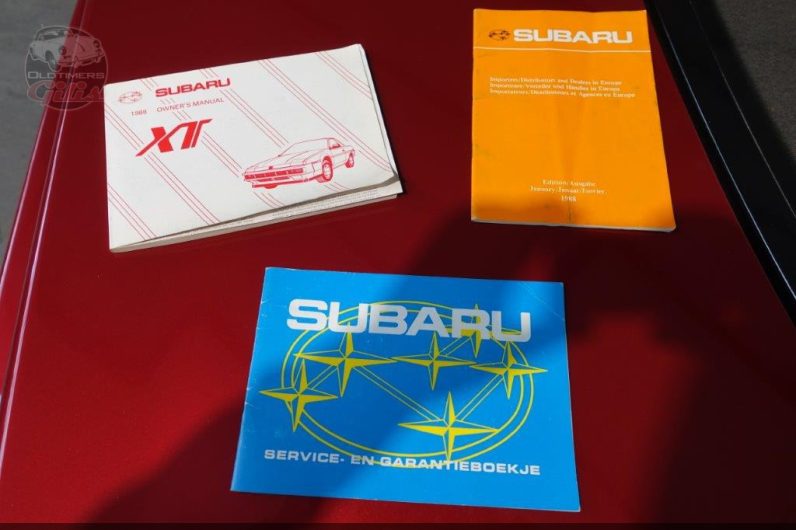 OLDTIMERS
SUBARU
1988 OWNER'S MANUAL
XT
SUBARU
Importers/Distributors and Dealers in Europe
Importeure/Verteiler und Händler in Europa
Importateurs/Distributeurs et Agences en Europe
Edition/Ausgabe
January/Januar/Janvier
1988
SUBARU
SERVICE- EN GARANTIEBOEKJE